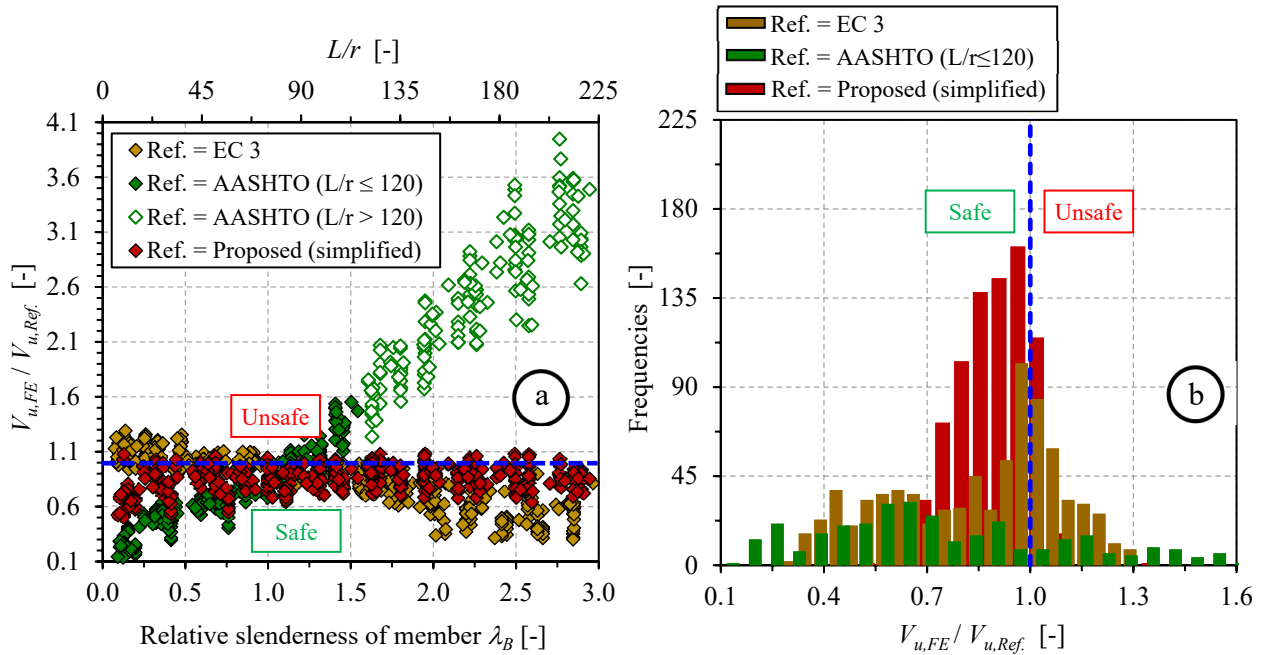 L/r [-]
0 45 90 135 180 225
4.1
3.6
3.1
2.6
2.1
1.6
1.1
0.6
0.1
V_{u,FE} / V_{u,Ref.} [-]
Ref. = EC 3
Ref. = AASHTO (L/r ≤ 120)
Ref. = AASHTO (L/r > 120)
Ref. = Proposed (simplified)
Unsafe
Safe
a
0.0 0.5 1.0 1.5 2.0 2.5 3.0
Relative slenderness of member λ_B [-]
Ref. = EC 3
Ref. = AASHTO (L/r≤120)
Ref. = Proposed (simplified)
225
180
135
90
45
0
Frequencies [-]
Safe
Unsafe
b
0.1 0.4 0.7 1.0 1.3 1.6
V_{u,FE} / V_{u,Ref.} [-]